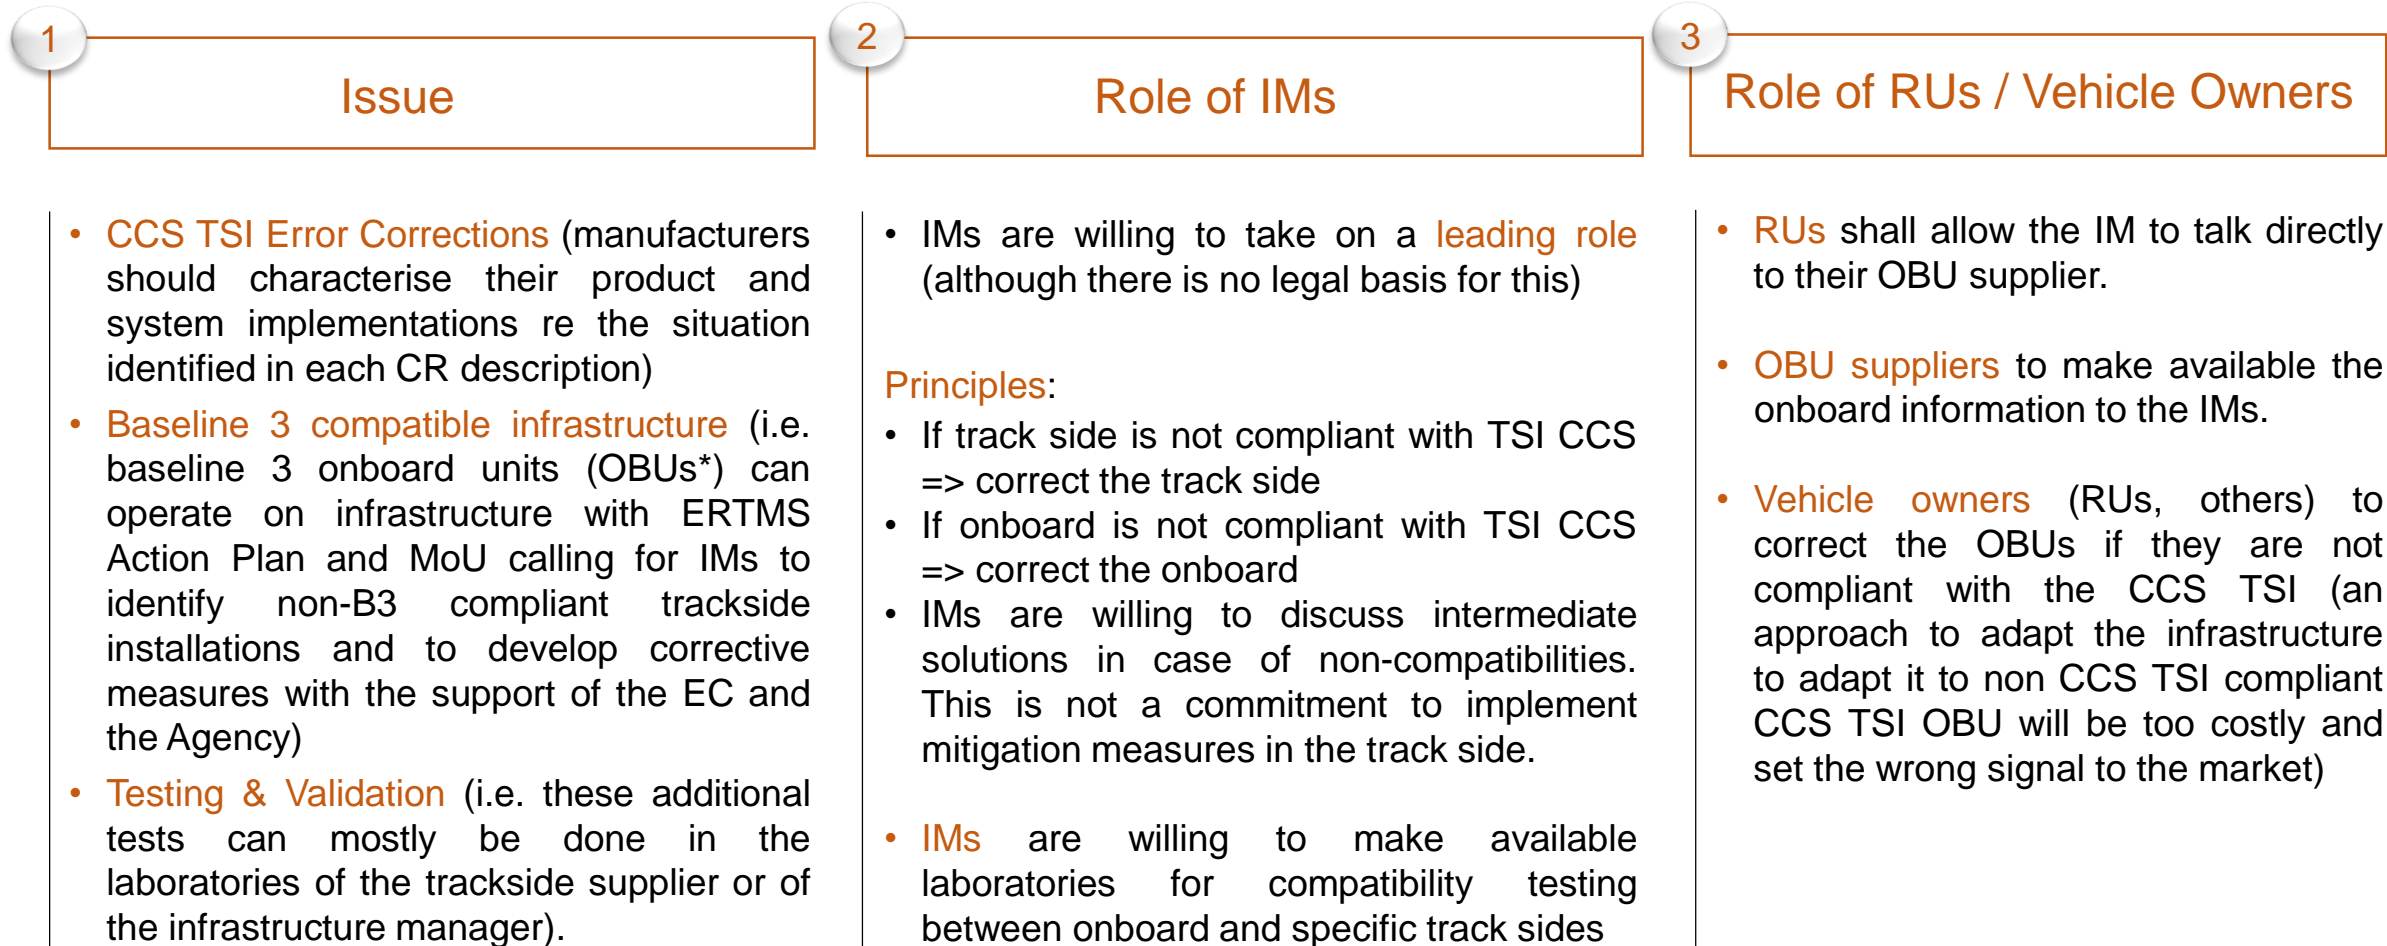 1
Issue
• CCS TSI Error Corrections (manufacturers
should characterise their product and
system implementations re the situation
identified in each CR description)
• Baseline 3 compatible infrastructure (i.e.
baseline 3 onboard units (OBUs*) can
operate on infrastructure with ERTMS
Action Plan and MoU calling for IMs to
identify non-B3 compliant trackside
installations and to develop corrective
measures with the support of the EC and
the Agency)
• Testing & Validation (i.e. these additional
tests can mostly be done in the
laboratories of the trackside supplier or of
the infrastructure manager).
2
Role of IMs
• IMs are willing to take on a leading role
(although there is no legal basis for this)
Principles:
• If track side is not compliant with TSI CCS
=> correct the track side
• If onboard is not compliant with TSI CCS
=> correct the onboard
• IMs are willing to discuss intermediate
solutions in case of non-compatibilities.
This is not a commitment to implement
mitigation measures in the track side.
• IMs are willing to make available
laboratories for compatibility testing
between onboard and specific track sides
3
Role of RUs / Vehicle Owners
• RUs shall allow the IM to talk directly
to their OBU supplier.
• OBU suppliers to make available the
onboard information to the IMs.
• Vehicle owners (RUs, others) to
correct the OBUs if they are not
compliant with the CCS TSI (an
approach to adapt the infrastructure
to adapt it to non CCS TSI compliant
CCS TSI OBU will be too costly and
set the wrong signal to the market)